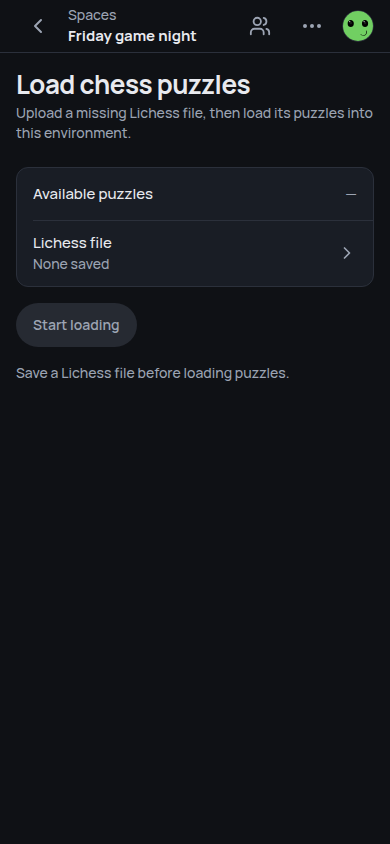 Spaces
Friday game night
Load chess puzzles
Upload a missing Lichess file, then load its puzzles into
this environment.
Available puzzles –
Lichess file
None saved
Start loading
Save a Lichess file before loading puzzles.